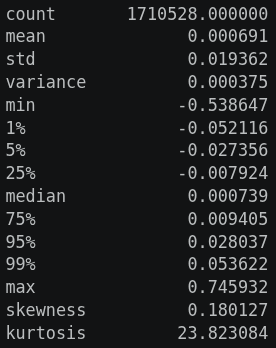 count 1710528.000000
mean 0.000691
std 0.019362
variance 0.000375
min -0.538647
1% -0.052116
5% -0.027356
25% -0.007924
median 0.000739
75% 0.009405
95% 0.028037
99% 0.053622
max 0.745932
skewness 0.180127
kurtosis 23.823084